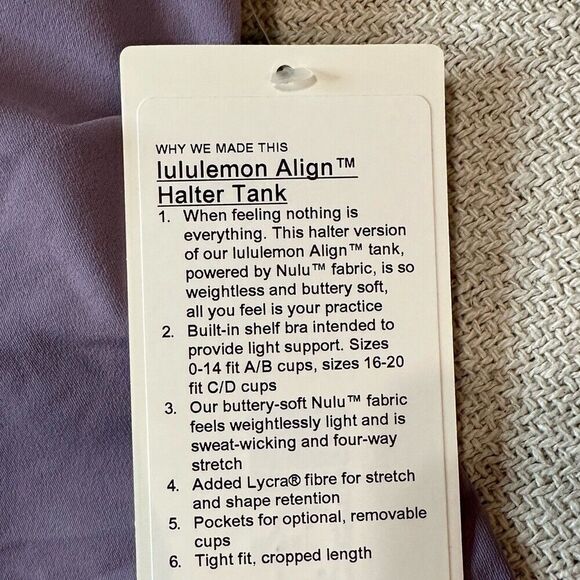 WHY WE MADE THIS
lululemon Align™
Halter Tank
1. When feeling nothing is
everything. This halter version
of our lululemon Align™ tank,
powered by Nulu™ fabric, is so
weightless and buttery soft,
all you feel is your practice
2. Built-in shelf bra intended to
provide light support. Sizes
0-14 fit A/B cups, sizes 16-20
fit C/D cups
3. Our buttery-soft Nulu™ fabric
feels weightlessly light and is
sweat-wicking and four-way
stretch
4. Added Lycra® fibre for stretch
and shape retention
5. Pockets for optional, removable
cups
6. Tight fit, cropped length